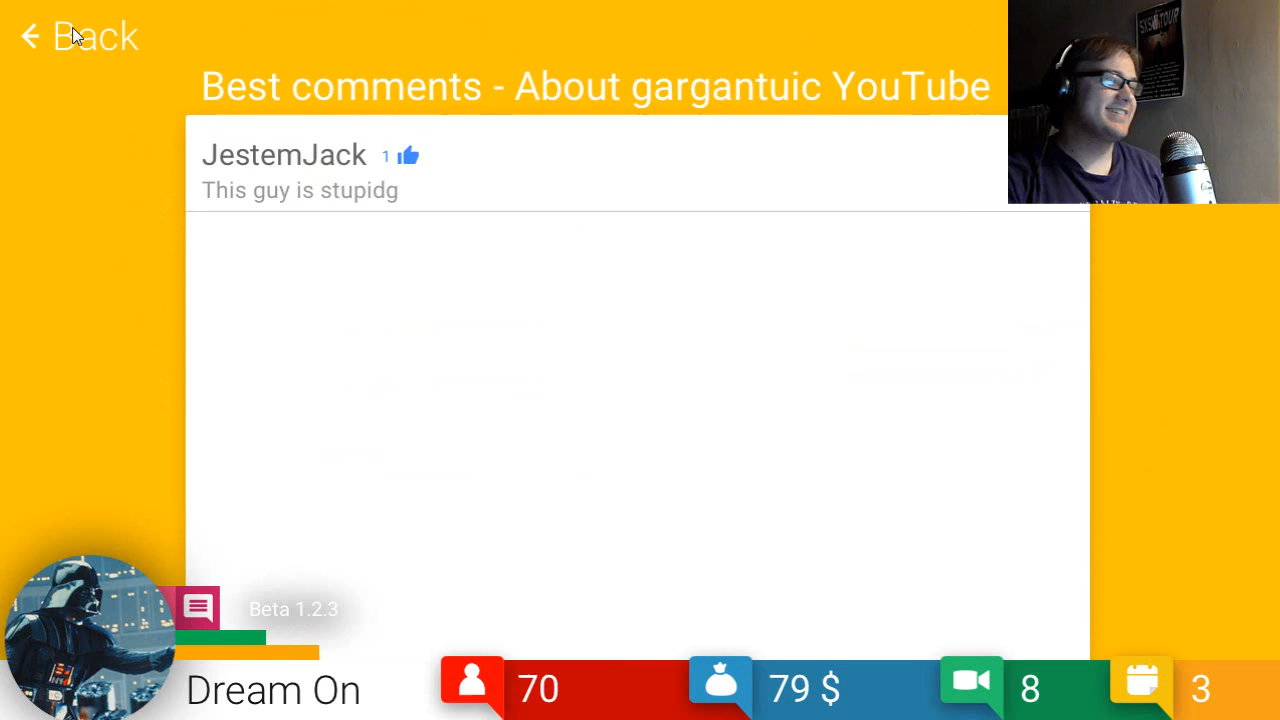 Back
Best comments - About gargantuic YouTube
JestemJack 1
This guy is stupidg
Beta 1.2.3
Dream On
70
79 $
8
3